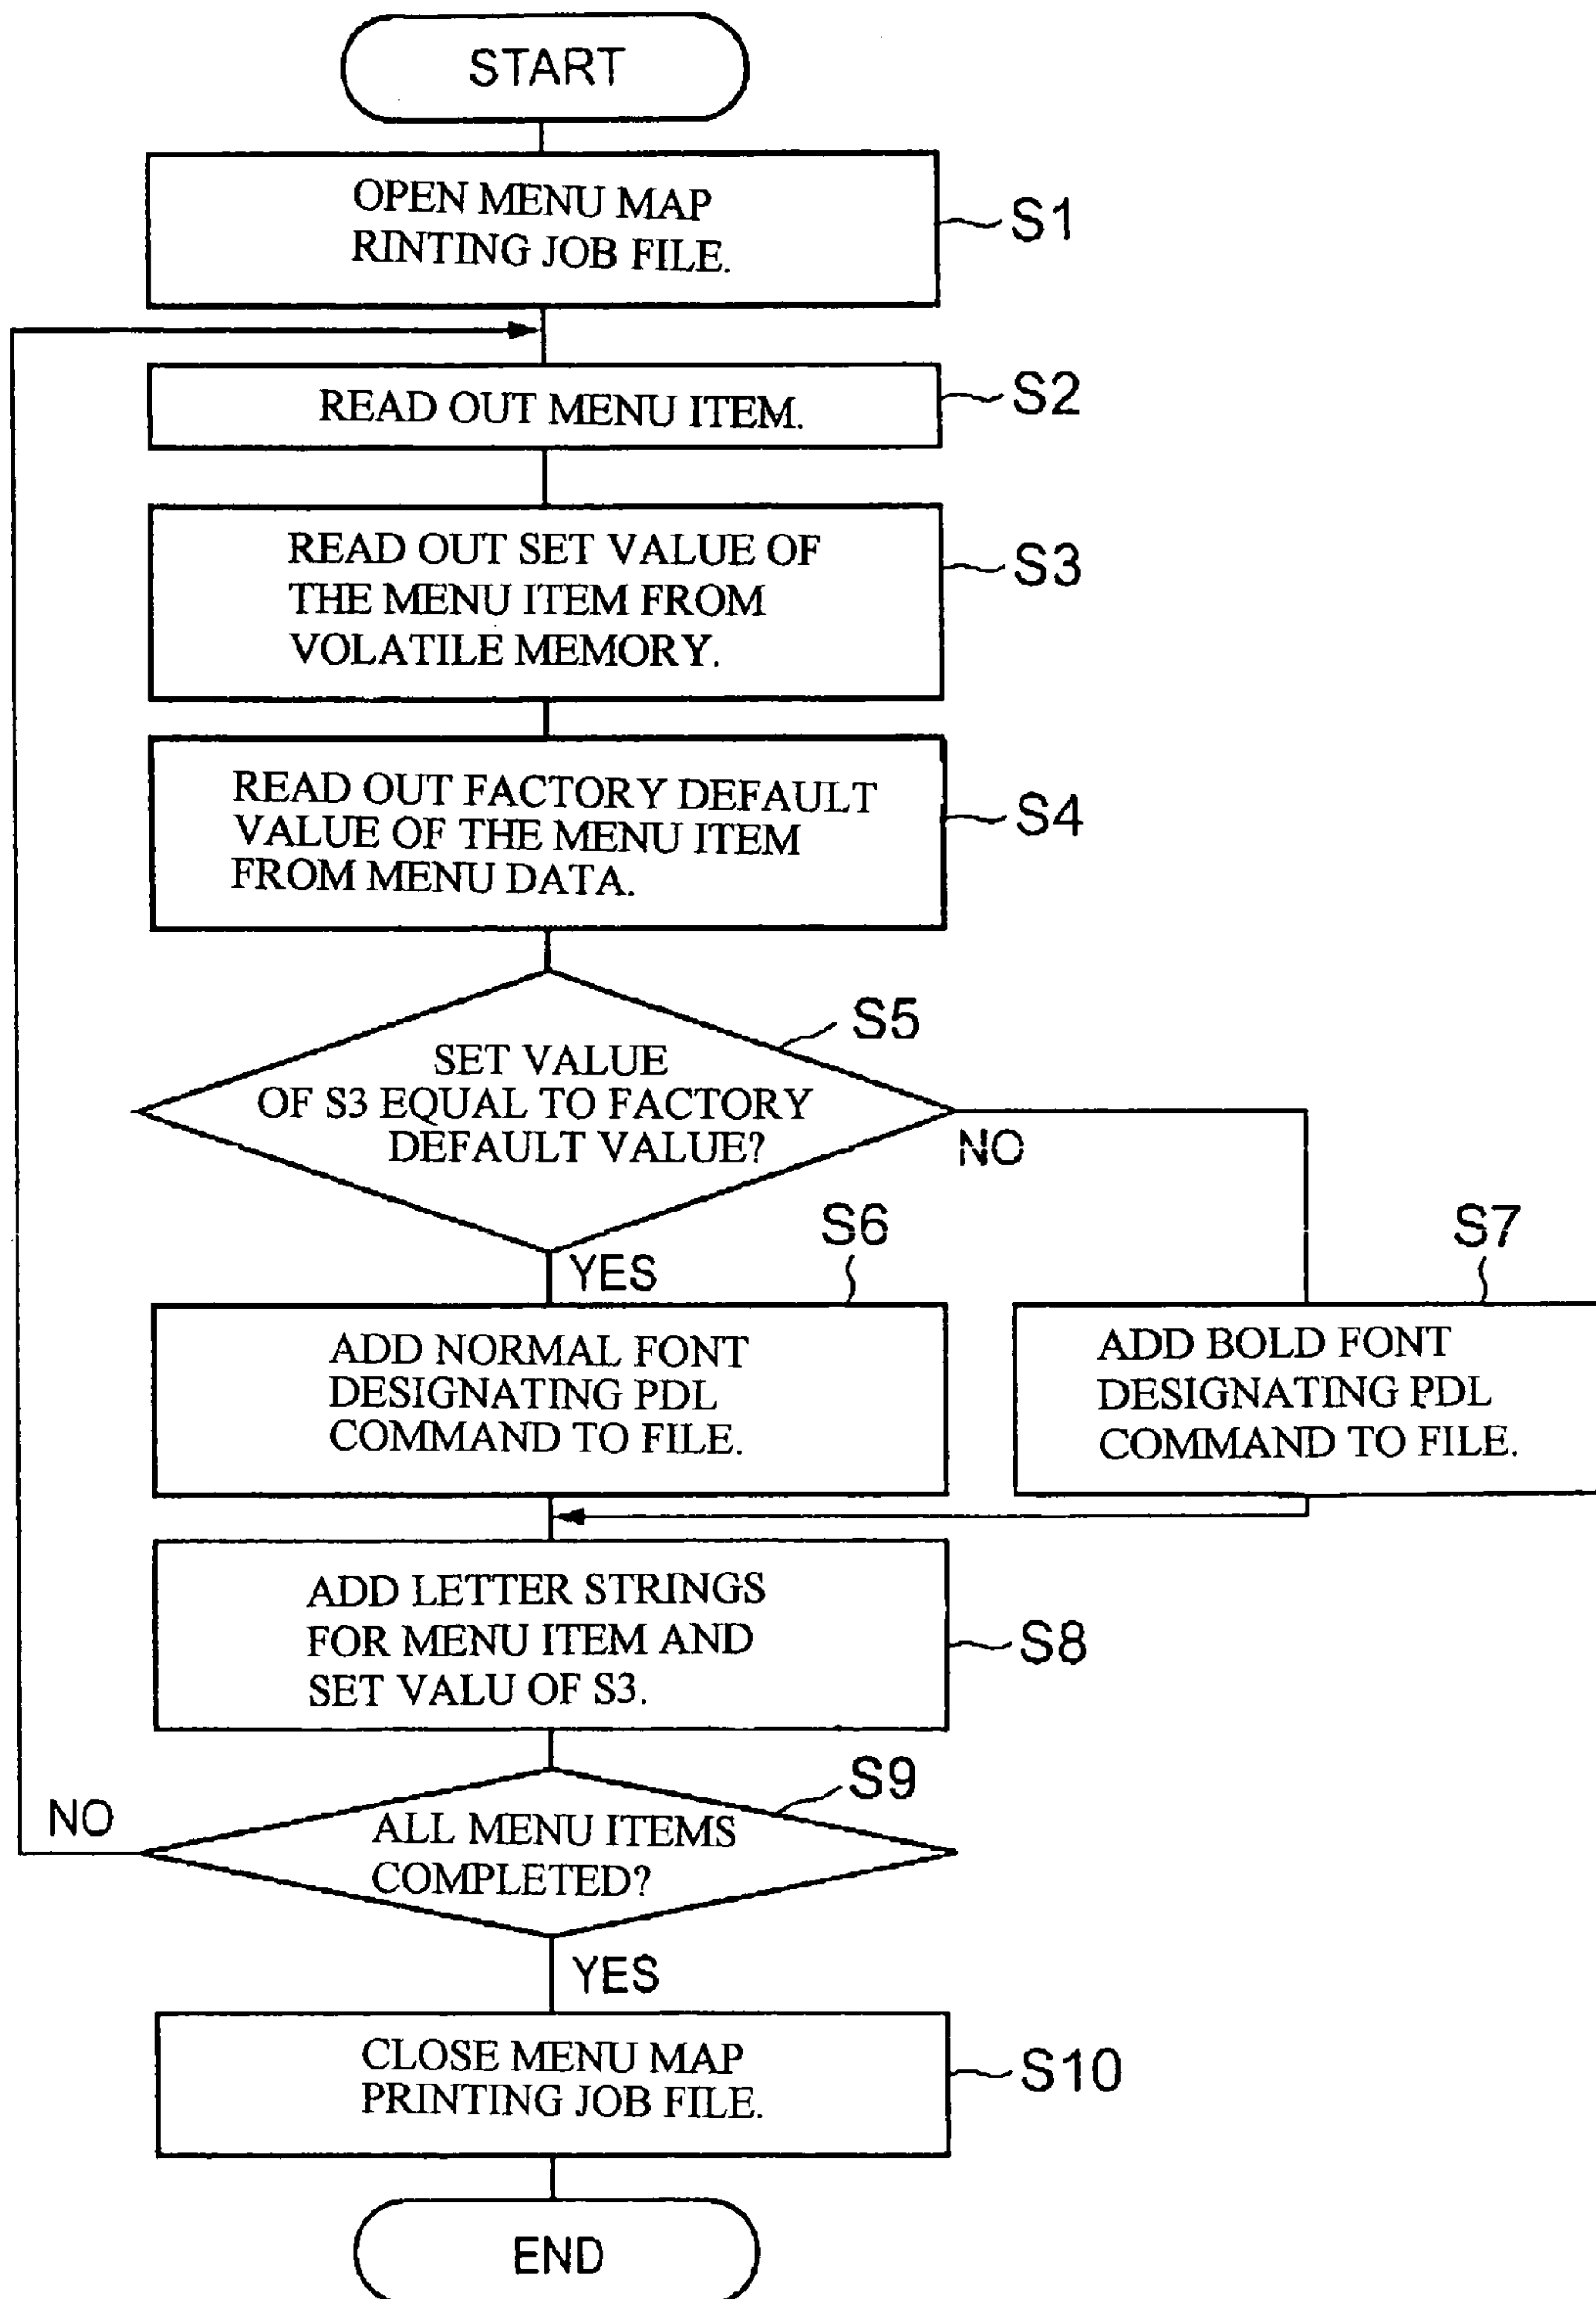 START
OPEN MENU MAP
RINTING JOB FILE.
S1
READ OUT MENU ITEM.
S2
READ OUT SET VALUE OF
THE MENU ITEM FROM
VOLATILE MEMORY.
S3
READ OUT FACTORY DEFAULT
VALUE OF THE MENU ITEM
FROM MENU DATA.
S4
S5
SET VALUE
OF S3 EQUAL TO FACTORY
DEFAULT VALUE?
NO
YES
S6
ADD NORMAL FONT
DESIGNATING PDL
COMMAND TO FILE.
S7
ADD BOLD FONT
DESIGNATING PDL
COMMAND TO FILE.
ADD LETTER STRINGS
FOR MENU ITEM AND
SET VALU OF S3.
S8
S9
NO
ALL MENU ITEMS
COMPLETED?
YES
CLOSE MENU MAP
PRINTING JOB FILE.
S10
END